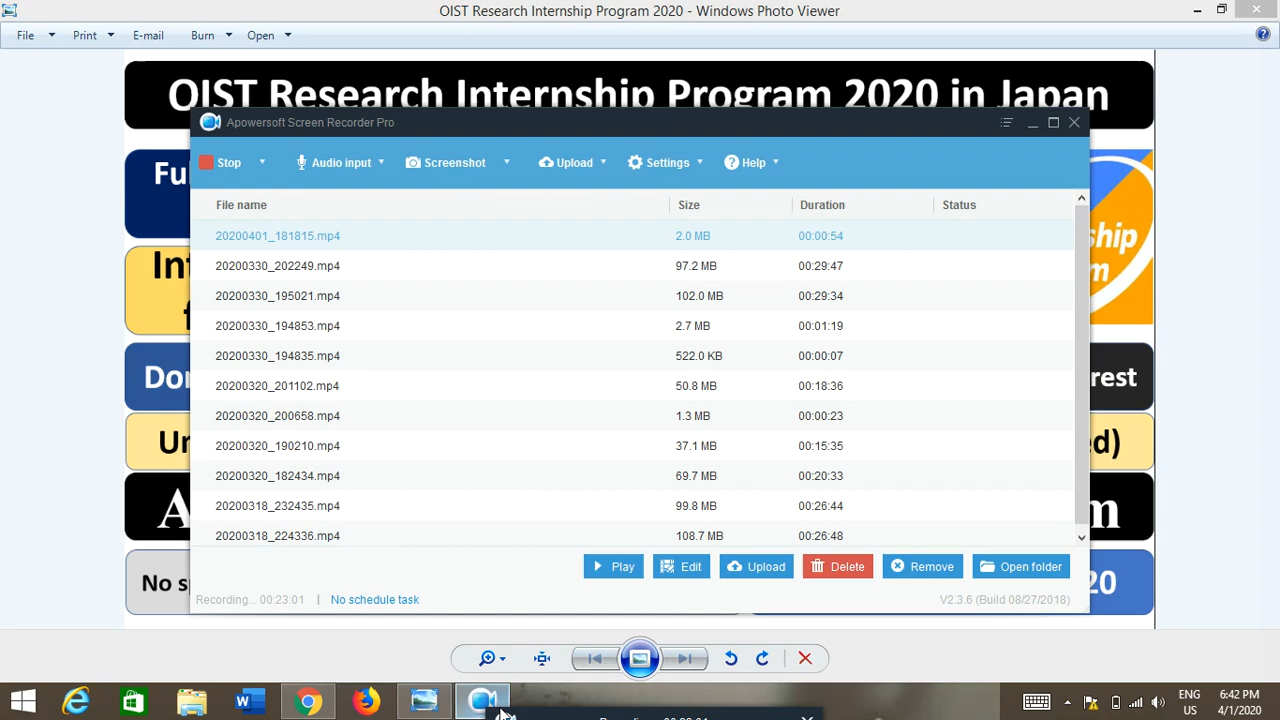 OIST Research Internship Program 2020 - Windows Photo Viewer
File Print E-mail Burn Open
OIST Research Internship Program 2020 in Japan
Apowersoft Screen Recorder Pro
Stop Audio input Screenshot Upload Settings Help
File name Size Duration Status
20200401_181815.mp4 2.0 MB 00:00:54
20200330_202249.mp4 97.2 MB 00:29:47
20200330_195021.mp4 102.0 MB 00:29:34
20200330_194853.mp4 2.7 MB 00:01:19
20200330_194835.mp4 522.0 KB 00:00:07
20200320_201102.mp4 50.8 MB 00:18:36
20200320_200658.mp4 1.3 MB 00:00:23
20200320_190210.mp4 37.1 MB 00:15:35
20200320_182434.mp4 69.7 MB 00:20:33
20200318_232435.mp4 99.8 MB 00:26:44
20200318_224336.mp4 108.7 MB 00:26:48
Play Edit Upload Delete Remove Open folder
Recording... 00:23:01 | No schedule task V2.3.6 (Build 08/27/2018)
No sp
20
ENG 6:42 PM
US 4/1/2020